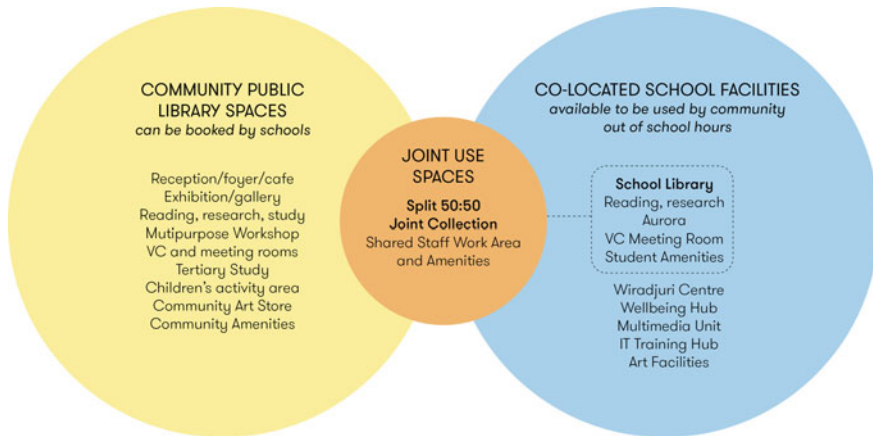 COMMUNITY PUBLIC
LIBRARY SPACES
can be booked by schools
Reception/foyer/cafe
Exhibition/gallery
Reading, research, study
Mutipurpose Workshop
VC and meeting rooms
Tertiary Study
Children's activity area
Community Art Store
Community Amenities
JOINT USE
SPACES
Split 50:50
Joint Collection
Shared Staff Work Area
and Amenities
CO-LOCATED SCHOOL FACILITIES
available to be used by community
out of school hours
School Library
Reading, research
Aurora
VC Meeting Room
Student Amenities
Wiradjuri Centre
Wellbeing Hub
Multimedia Unit
IT Training Hub
Art Facilities